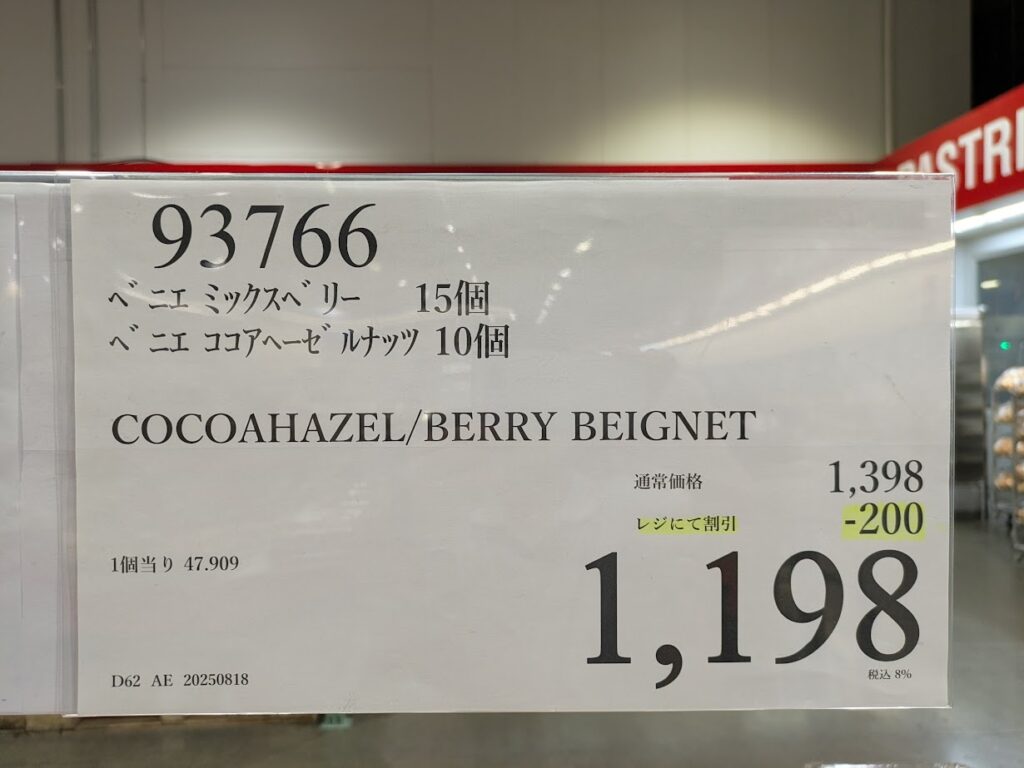 PASTRI
93766
ﾍﾞﾆｴ ﾐｯｸｽﾍﾞﾘｰ 15個
ﾍﾞﾆｴ ｺｺｱﾍｰｾﾞﾙﾅｯﾂ 10個
COCOAHAZEL/BERRY BEIGNET
通常価格 1,398
レジにて割引 -200
1個当り 47.909
1,198
税込 8%
D62 AE 20250818